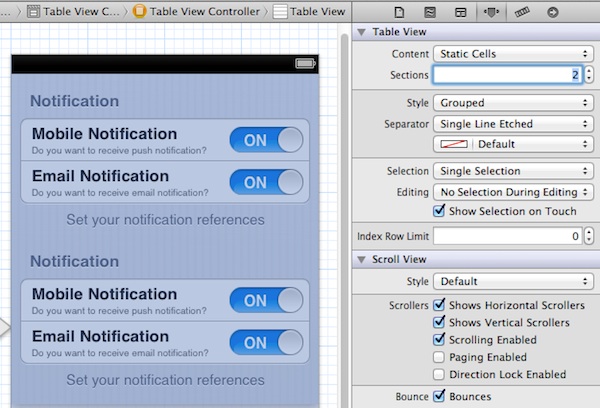 ... Table View C... Table View Controller Table View
Notification
Mobile Notification
Do you want to receive push notification?
ON
Email Notification
Do you want to receive email notification?
ON
Set your notification references
Notification
Mobile Notification
Do you want to receive push notification?
ON
Email Notification
Do you want to receive email notification?
ON
Set your notification references
Table View
Content Static Cells
Sections 2
Style Grouped
Separator Single Line Etched
Default
Selection Single Selection
Editing No Selection During Editing
Show Selection on Touch
Index Row Limit 0
Scroll View
Style Default
Scrollers Shows Horizontal Scrollers
Shows Vertical Scrollers
Scrolling Enabled
Paging Enabled
Direction Lock Enabled
Bounce Bounces